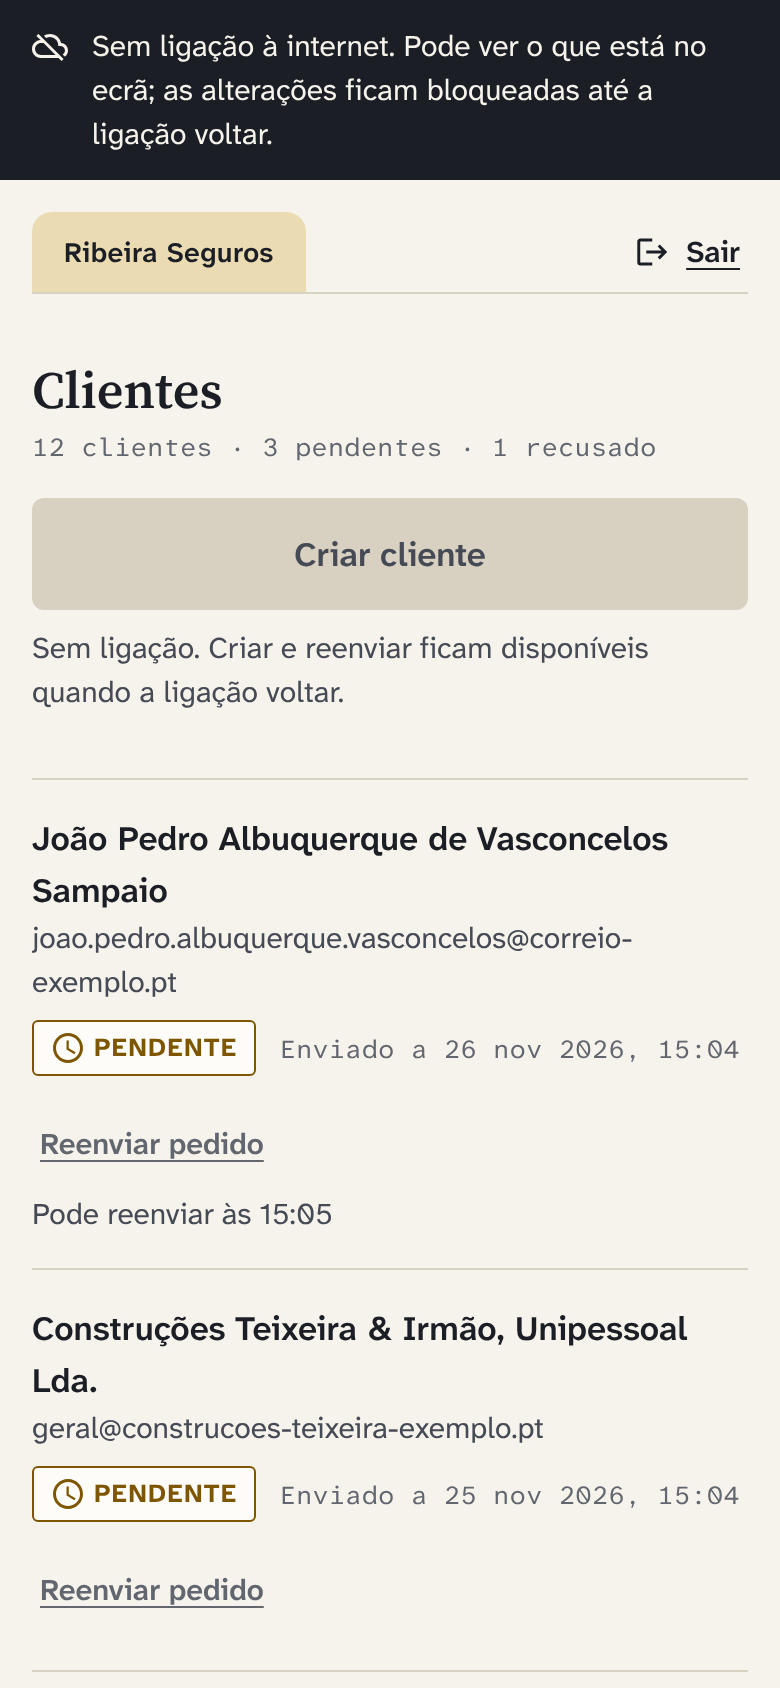 Sem ligação à internet. Pode ver o que está no
ecrã; as alterações ficam bloqueadas até a
ligação voltar.
Ribeira Seguros
Sair
Clientes
12 clientes · 3 pendentes · 1 recusado
Criar cliente
Sem ligação. Criar e reenviar ficam disponíveis
quando a ligação voltar.
João Pedro Albuquerque de Vasconcelos
Sampaio
joao.pedro.albuquerque.vasconcelos@correio-
exemplo.pt
PENDENTE Enviado a 26 nov 2026, 15:04
Reenviar pedido
Pode reenviar às 15:05
Construções Teixeira & Irmão, Unipessoal
Lda.
geral@construcoes-teixeira-exemplo.pt
PENDENTE Enviado a 25 nov 2026, 15:04
Reenviar pedido